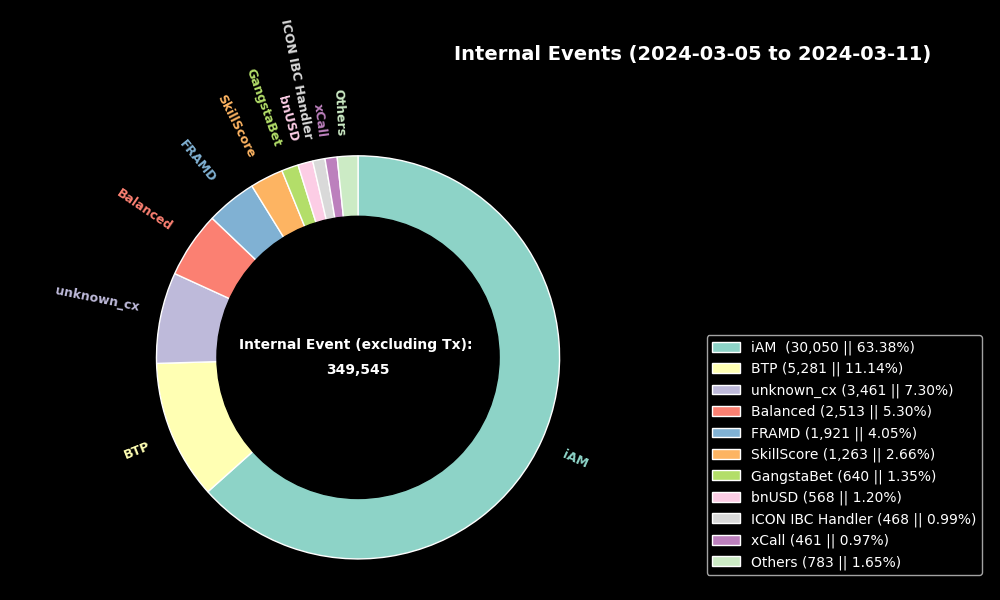 Internal Events (2024-03-05 to 2024-03-11)
ICON IBC Handler
Others
xCall
bnUSD
GangstaBet
SkillScore
FRAMD
Balanced
unknown_cx
BTP
iAM
Internal Event (excluding Tx):
349,545
iAM  (30,050 || 63.38%)
BTP (5,281 || 11.14%)
unknown_cx (3,461 || 7.30%)
Balanced (2,513 || 5.30%)
FRAMD (1,921 || 4.05%)
SkillScore (1,263 || 2.66%)
GangstaBet (640 || 1.35%)
bnUSD (568 || 1.20%)
ICON IBC Handler (468 || 0.99%)
xCall (461 || 0.97%)
Others (783 || 1.65%)